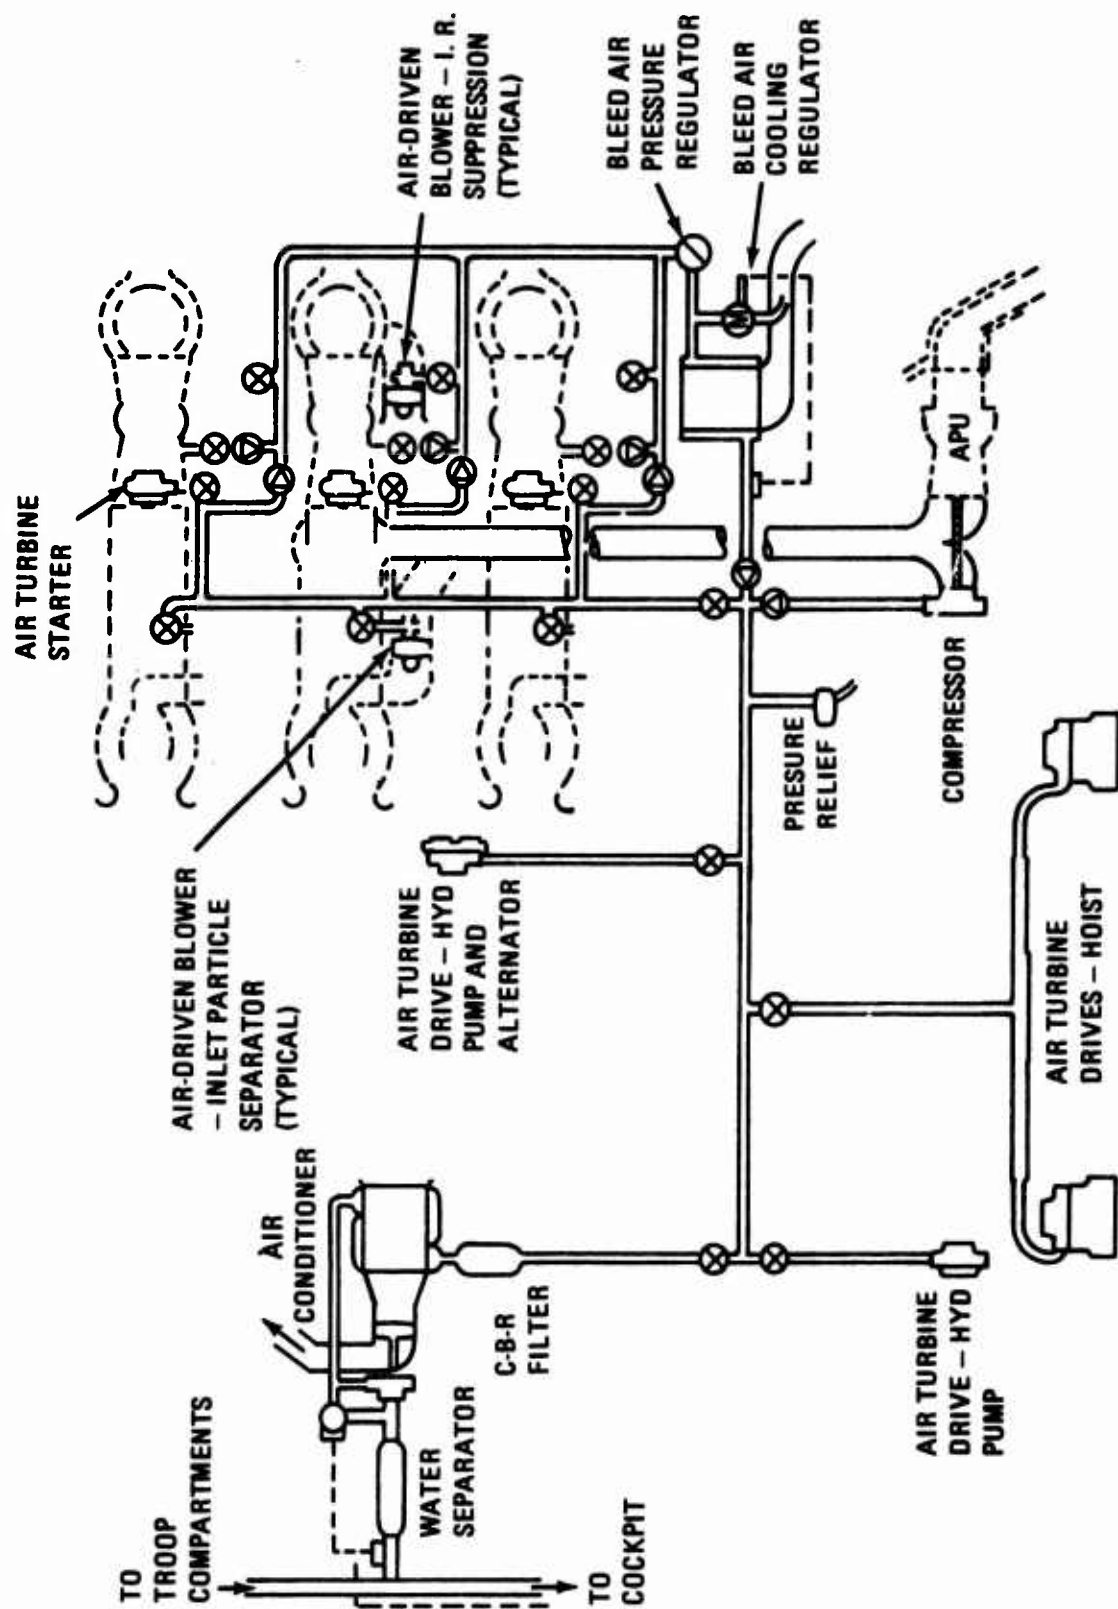 AIR TURBINE
STARTER
AIR-DRIVEN
BLOWER – I. R.
SUPPRESSION
(TYPICAL)
BLEED AIR
PRESSURE
REGULATOR
BLEED AIR
COOLING
REGULATOR
M
APU
AIR-DRIVEN BLOWER
– INLET PARTICLE
SEPARATOR
(TYPICAL)
AIR TURBINE
DRIVE – HYD
PUMP AND
ALTERNATOR
PRESURE
RELIEF
COMPRESSOR
AIR
CONDITIONER
C-B-R
FILTER
AIR TURBINE
DRIVES – HOIST
TO
TROOP
COMPARTMENTS
WATER
SEPARATOR
TO
COCKPIT
AIR TURBINE
DRIVE – HYD
PUMP